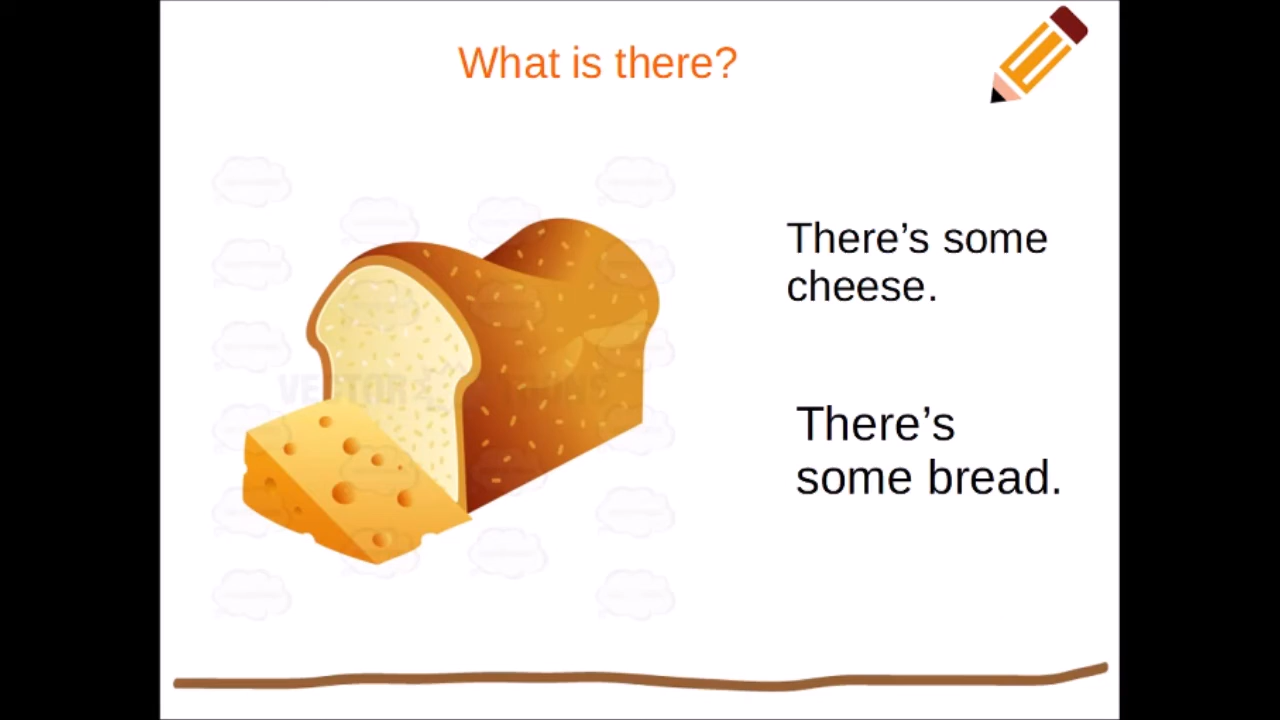 What is there?
There’s some
cheese.
There’s
some bread.